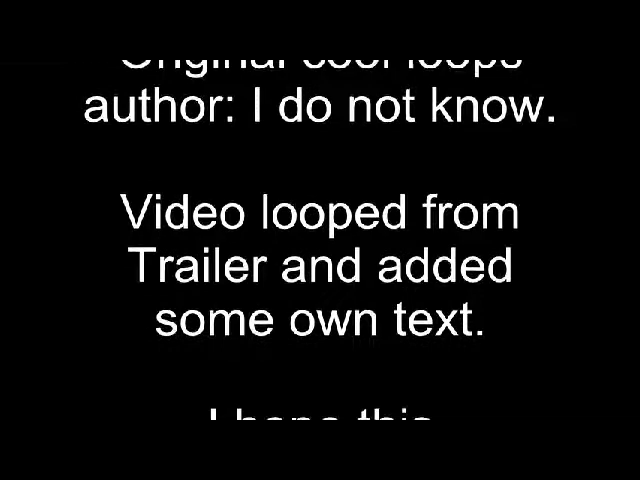 Original cool loops
author: I do not know.
Video looped from
Trailer and added
some own text.
I hope this